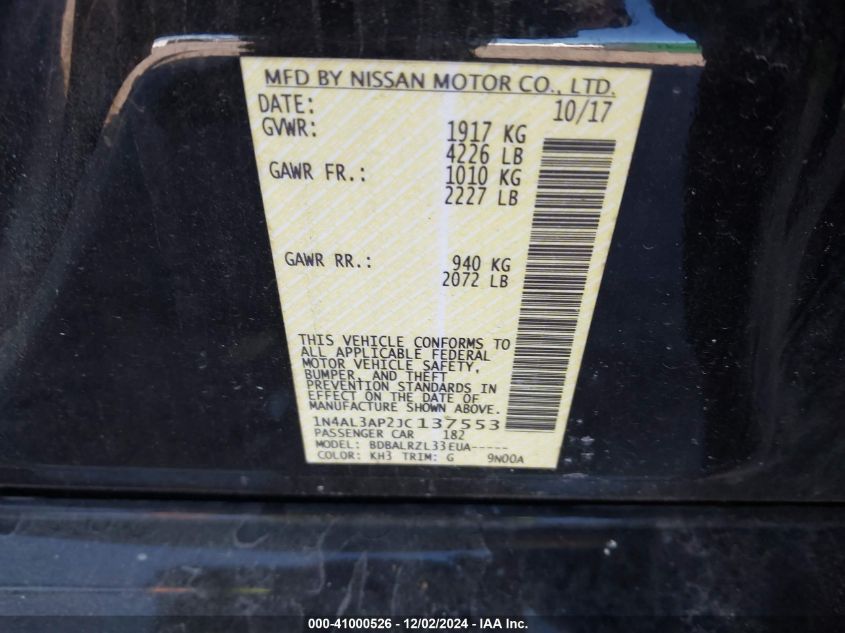 MFD BY NISSAN MOTOR CO., LTD.
DATE: 10/17
GVWR: 1917 KG
4226 LB
GAWR FR.: 1010 KG
2227 LB
GAWR RR.: 940 KG
2072 LB
THIS VEHICLE CONFORMS TO
ALL APPLICABLE FEDERAL
MOTOR VEHICLE SAFETY,
BUMPER, AND THEFT
PREVENTION STANDARDS IN
EFFECT ON THE DATE OF
MANUFACTURE SHOWN ABOVE.
1N4AL3AP2JC137553
PASSENGER CAR 182
MODEL: BDBALRZL33EUA-----
COLOR: KH3 TRIM: G 9N00A
000-41000526 - 12/02/2024 - IAA Inc.